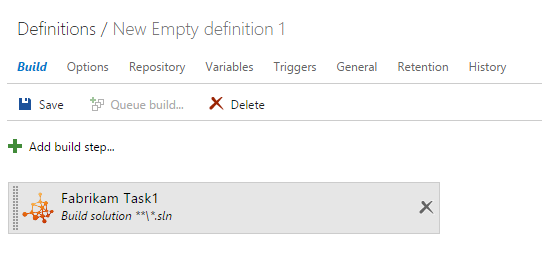 Definitions / New Empty definition 1
Build Options Repository Variables Triggers General Retention History
Save Queue build... Delete
Add build step...
Fabrikam Task1
Build solution **\*.sln